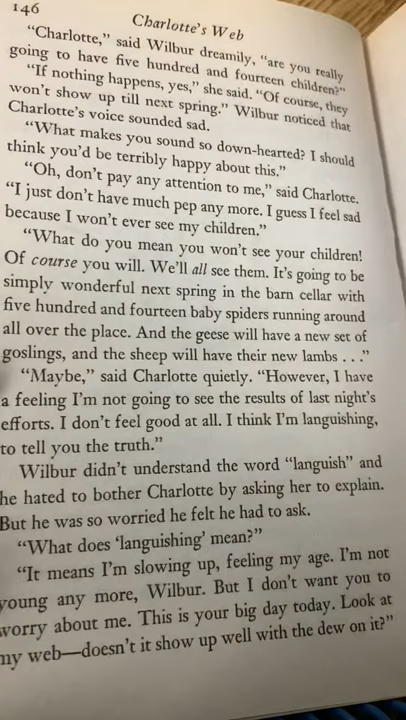 146
Charlotte's Web
"Charlotte," said Wilbur dreamily, "are you really
going to have five hundred and fourteen children?"
"If nothing happens, yes," she said. "Of course, they
won't show up till next spring." Wilbur noticed that
Charlotte's voice sounded sad.
"What makes you sound so down-hearted? I should
think you'd be terribly happy about this."
"Oh, don't pay any attention to me," said Charlotte.
"I just don't have much pep any more. I guess I feel sad
because I won't ever see my children."
"What do you mean you won't see your children!
Of course you will. We'll all see them. It's going to be
simply wonderful next spring in the barn cellar with
five hundred and fourteen baby spiders running around
all over the place. And the geese will have a new set of
goslings, and the sheep will have their new lambs . . ."
"Maybe," said Charlotte quietly. "However, I have
a feeling I'm not going to see the results of last night's
efforts. I don't feel good at all. I think I'm languishing,
to tell you the truth."
Wilbur didn't understand the word "languish" and
he hated to bother Charlotte by asking her to explain.
But he was so worried he felt he had to ask.
"What does 'languishing' mean?"
"It means I'm slowing up, feeling my age. I'm not
young any more, Wilbur. But I don't want you to
worry about me. This is your big day today. Look at
my web—doesn't it show up well with the dew on it?"